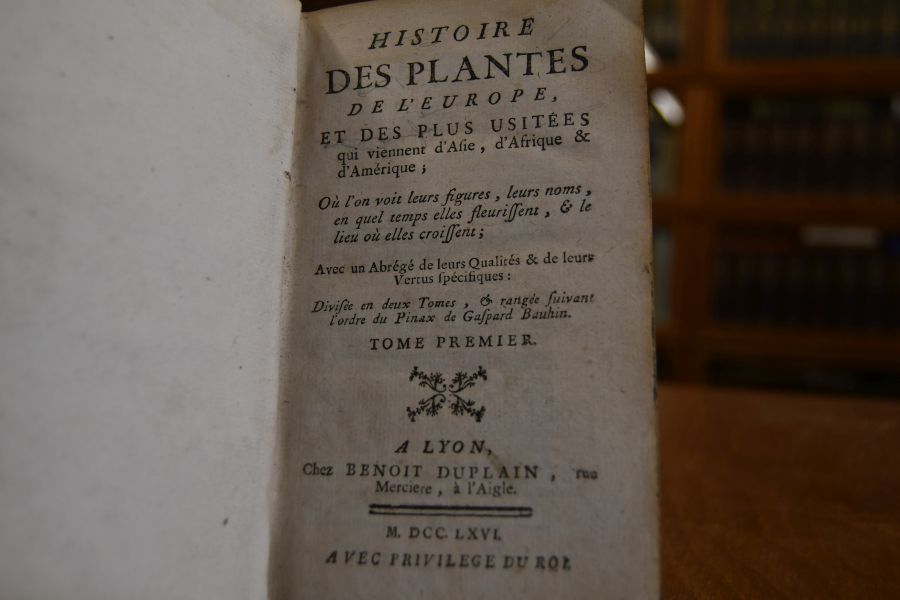 HISTOIRE
DES PLANTES
DE L'EUROPE,
ET DES PLUS USITÉES
qui viennent d'Aſie, d'Afrique &
d'Amérique;
Où l'on voit leurs figures, leurs noms,
en quel temps elles fleuriſſent, & le
lieu où elles croiſſent;
Avec un Abrégé de leurs Qualités & de leurs
Vertus ſpécifiques:
Diviſée en deux Tomes, & rangée ſuivant
l'ordre du Pinax de Gaſpard Bauhin.
TOME PREMIER.
A LYON,
Chez BENOIT DUPLAIN, rue
Merciere, à l'Aigle.
M. DCC. LXVI.
AVEC PRIVILEGE DU ROI.